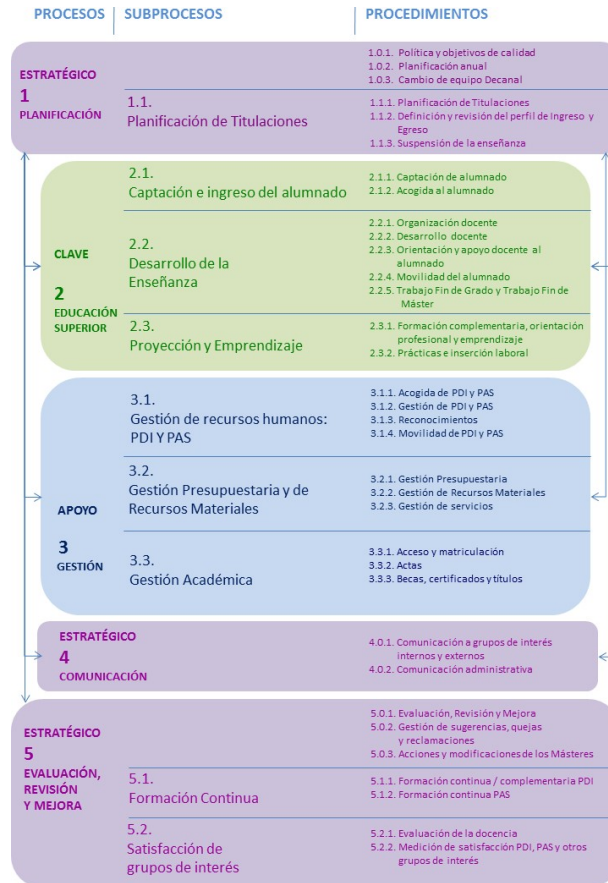 PROCESOS SUBPROCESOS PROCEDIMIENTOS
ESTRATÉGICO
1
PLANIFICACIÓN
1.0.1. Política y objetivos de calidad
1.0.2. Planificación anual
1.0.3. Cambio de equipo Decanal
1.1.
Planificación de Titulaciones
1.1.1. Planificación de Titulaciones
1.1.2. Definición y revisión del perfil de Ingreso y
Egreso
1.1.3. Suspensión de la enseñanza
CLAVE
2
EDUCACIÓN
SUPERIOR
2.1.
Captación e ingreso del alumnado
2.1.1. Captación de alumnado
2.1.2. Acogida al alumnado
2.2.
Desarrollo de la
Enseñanza
2.2.1. Organización docente
2.2.2. Desarrollo docente
2.2.3. Orientación y apoyo docente al
alumnado
2.2.4. Movilidad del alumnado
2.2.5. Trabajo Fin de Grado y Trabajo Fin de
Máster
2.3.
Proyección y Emprendizaje
2.3.1. Formación complementaria, orientación
profesional y emprendizaje
2.3.2. Prácticas e inserción laboral
APOYO
3
GESTIÓN
3.1.
Gestión de recursos humanos:
PDI Y PAS
3.1.1. Acogida de PDI y PAS
3.1.2. Gestión de PDI y PAS
3.1.3. Reconocimientos
3.1.4. Movilidad de PDI y PAS
3.2.
Gestión Presupuestaria y de
Recursos Materiales
3.2.1. Gestión Presupuestaria
3.2.2. Gestión de Recursos Materiales
3.2.3. Gestión de servicios
3.3.
Gestión Académica
3.3.1. Acceso y matriculación
3.3.2. Actas
3.3.3. Becas, certificados y títulos
ESTRATÉGICO
4
COMUNICACIÓN
4.0.1. Comunicación a grupos de interés
internos y externos
4.0.2. Comunicación administrativa
ESTRATÉGICO
5
EVALUACIÓN,
REVISIÓN
Y MEJORA
5.0.1. Evaluación, Revisión y Mejora
5.0.2. Gestión de sugerencias, quejas
y reclamaciones
5.0.3. Acciones y modificaciones de los Másteres
5.1.
Formación Continua
5.1.1. Formación continua / complementaria PDI
5.1.2. Formación continua PAS
5.2.
Satisfacción de
grupos de interés
5.2.1. Evaluación de la docencia
5.2.2. Medición de satisfacción PDI, PAS y otros
grupos de interés